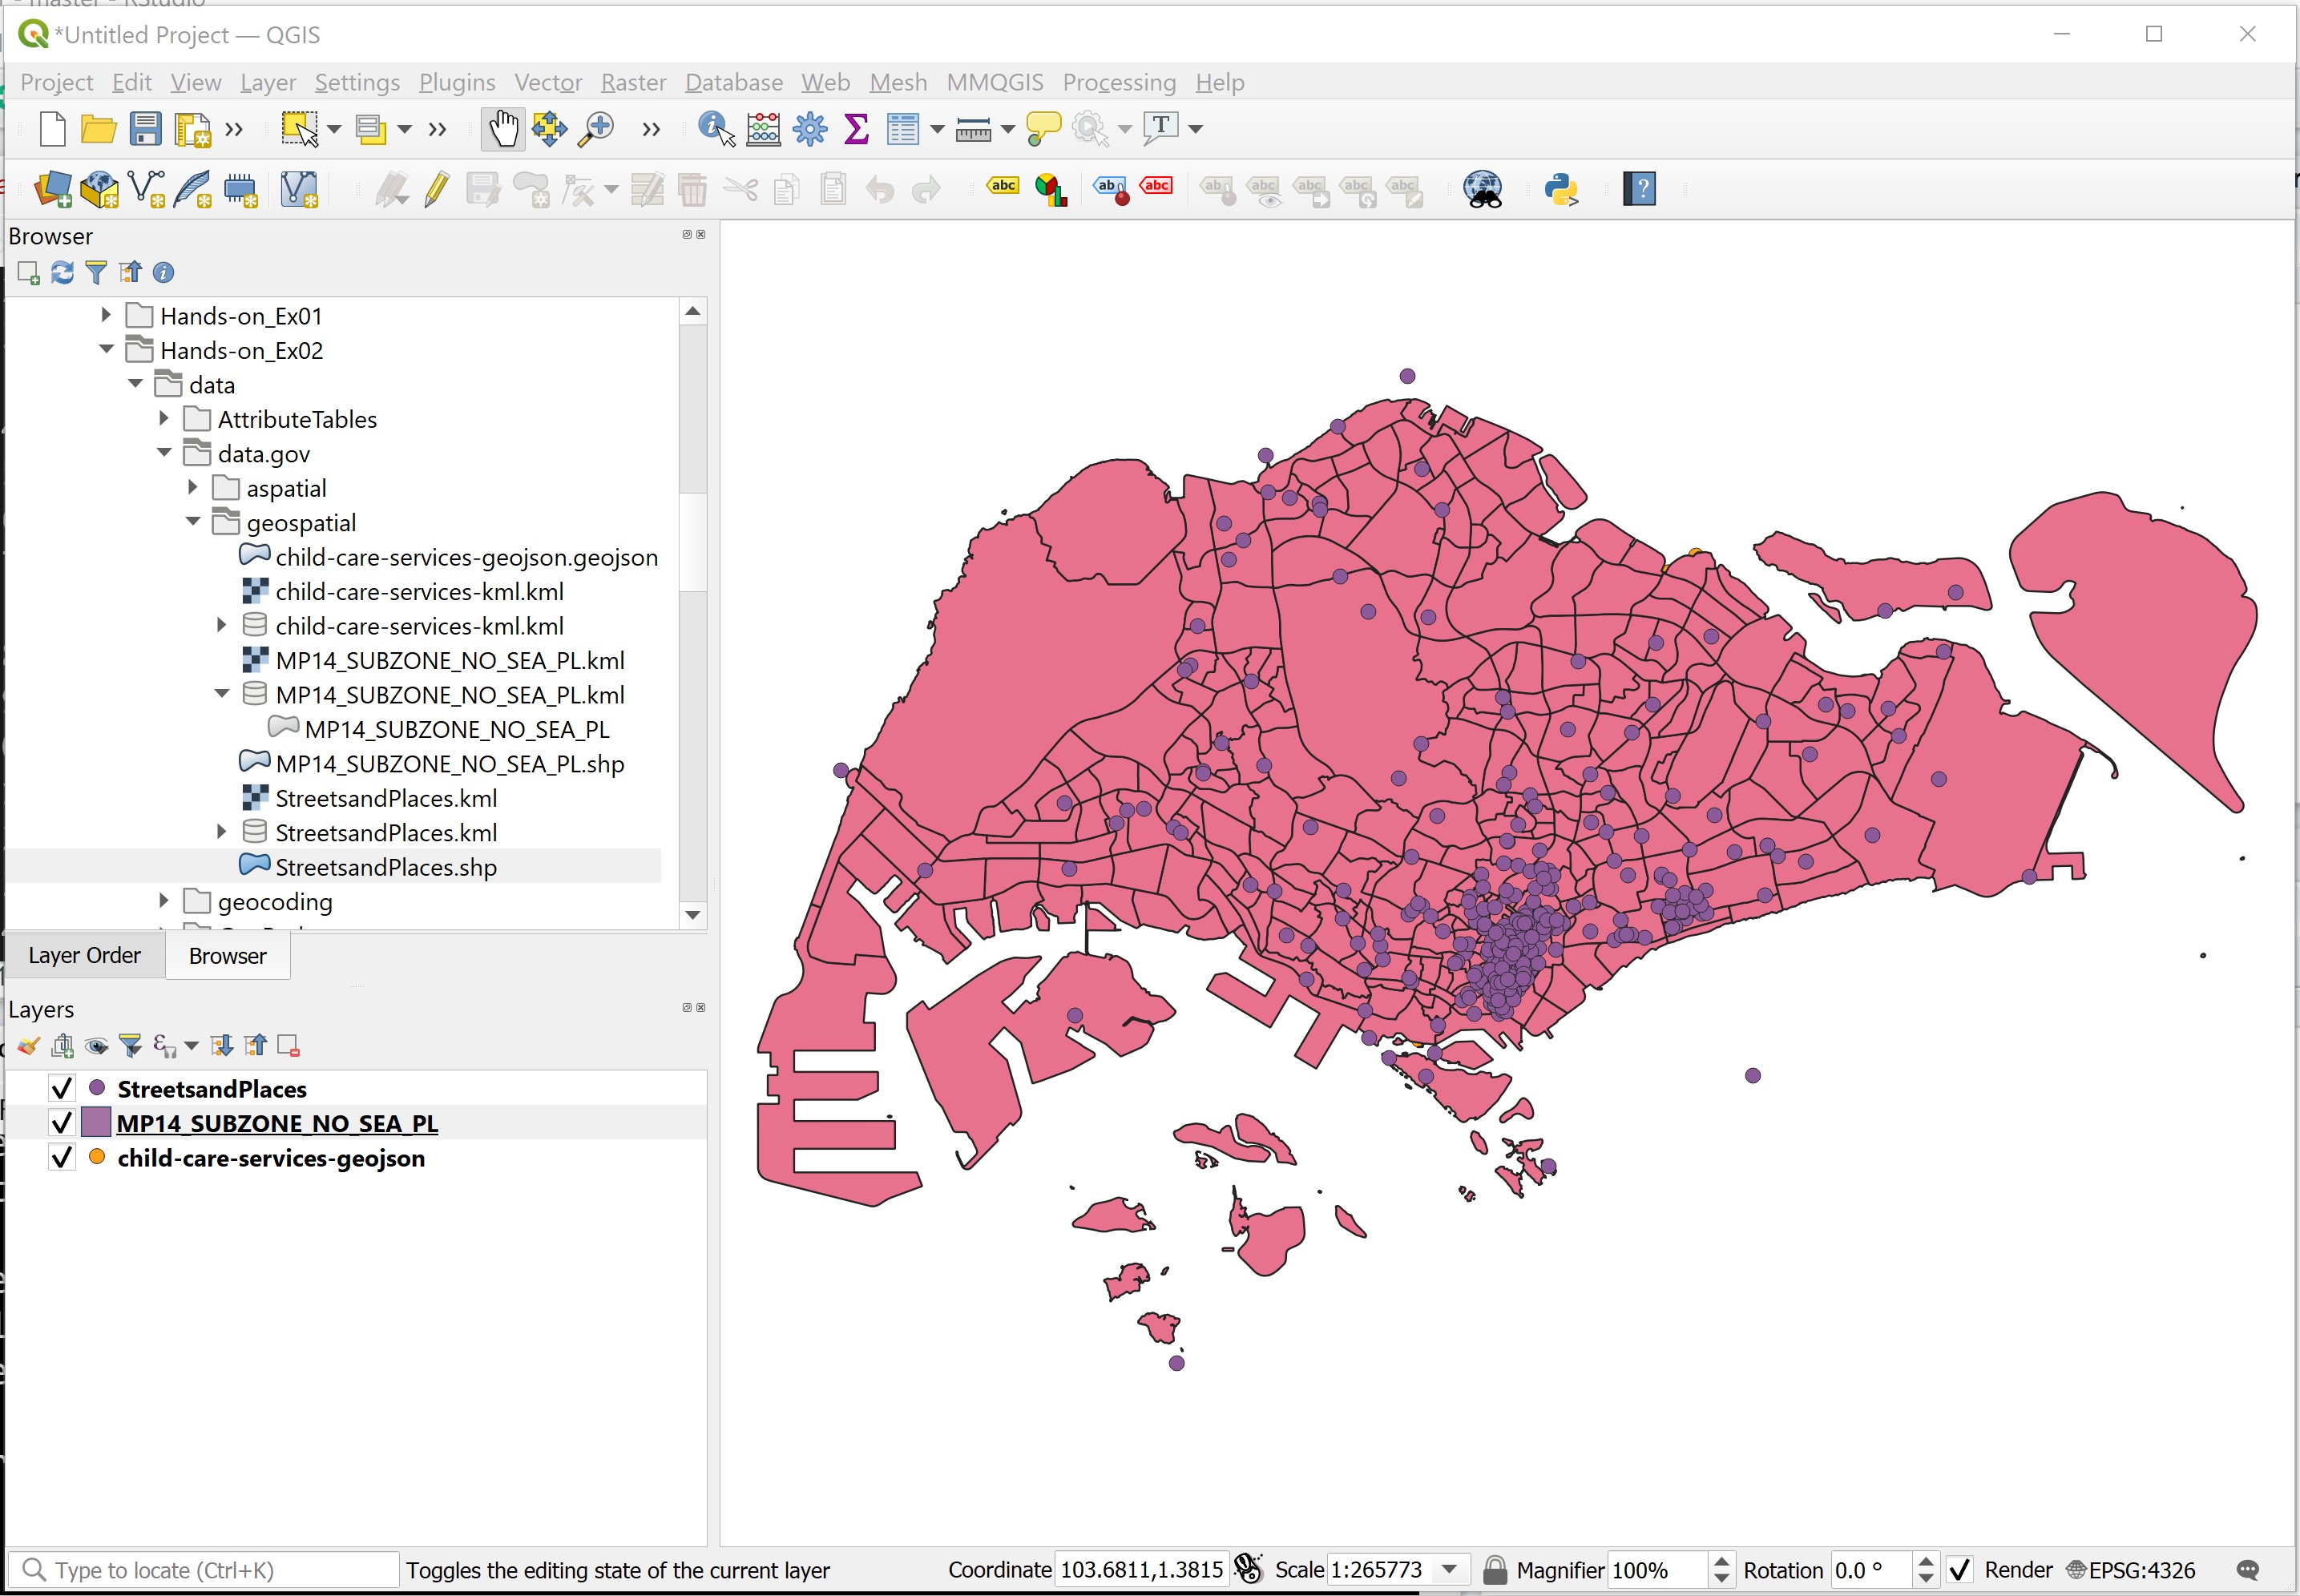 *Untitled Project — QGIS
Project Edit View Layer Settings Plugins Vector Raster Database Web Mesh MMQGIS Processing Help
Browser
Hands-on_Ex01
Hands-on_Ex02
data
AttributeTables
data.gov
aspatial
geospatial
child-care-services-geojson.geojson
child-care-services-kml.kml
child-care-services-kml.kml
MP14_SUBZONE_NO_SEA_PL.kml
MP14_SUBZONE_NO_SEA_PL.kml
MP14_SUBZONE_NO_SEA_PL
MP14_SUBZONE_NO_SEA_PL.shp
StreetsandPlaces.kml
StreetsandPlaces.kml
StreetsandPlaces.shp
geocoding
Layer Order Browser
Layers
StreetsandPlaces
MP14_SUBZONE_NO_SEA_PL
child-care-services-geojson
Type to locate (Ctrl+K) Toggles the editing state of the current layer Coordinate 103.6811,1.3815 Scale 1:265773 Magnifier 100% Rotation 0.0 ° Render EPSG:4326